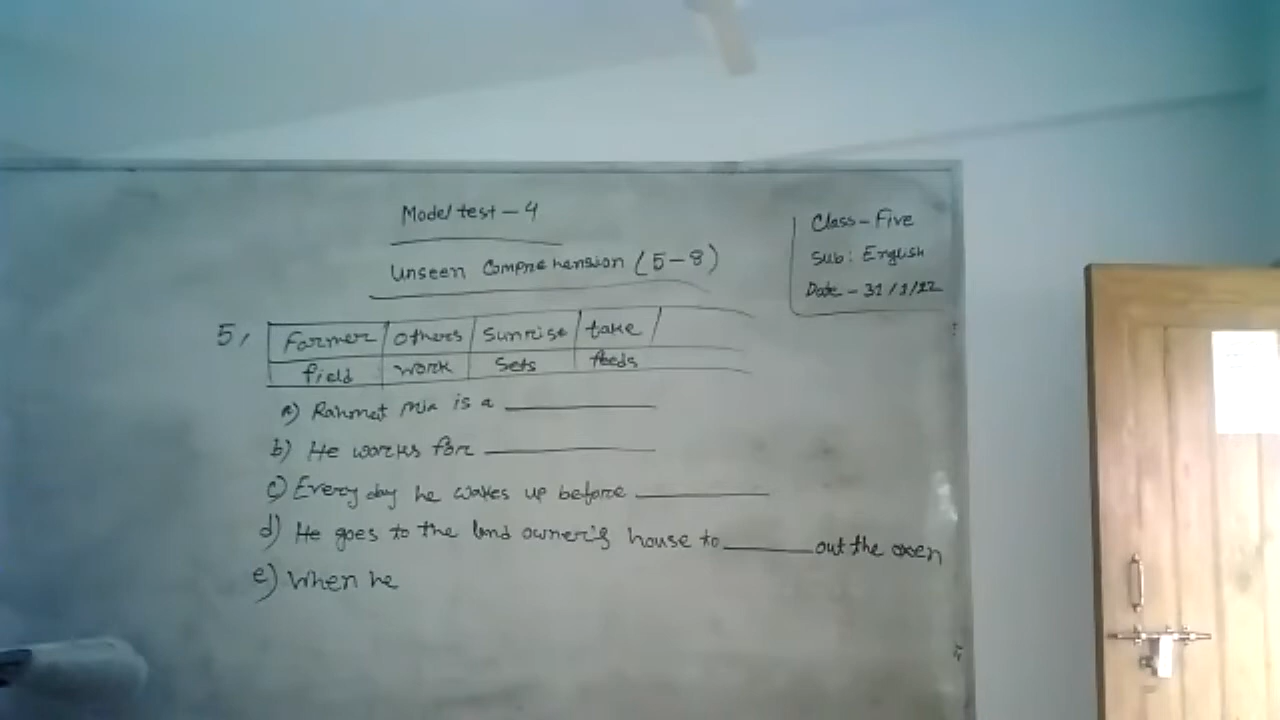 Model test - 4
Unseen Comprehension (5-8)
Class - Five
Sub: English
Date - 31/1/22
5, Farmer others Sunrise take
field work sets feeds
a) Rahmat Mia is a
b) He works for
c) Every day he wakes up before
d) He goes to the land owner's house to out the oxen
e) When he